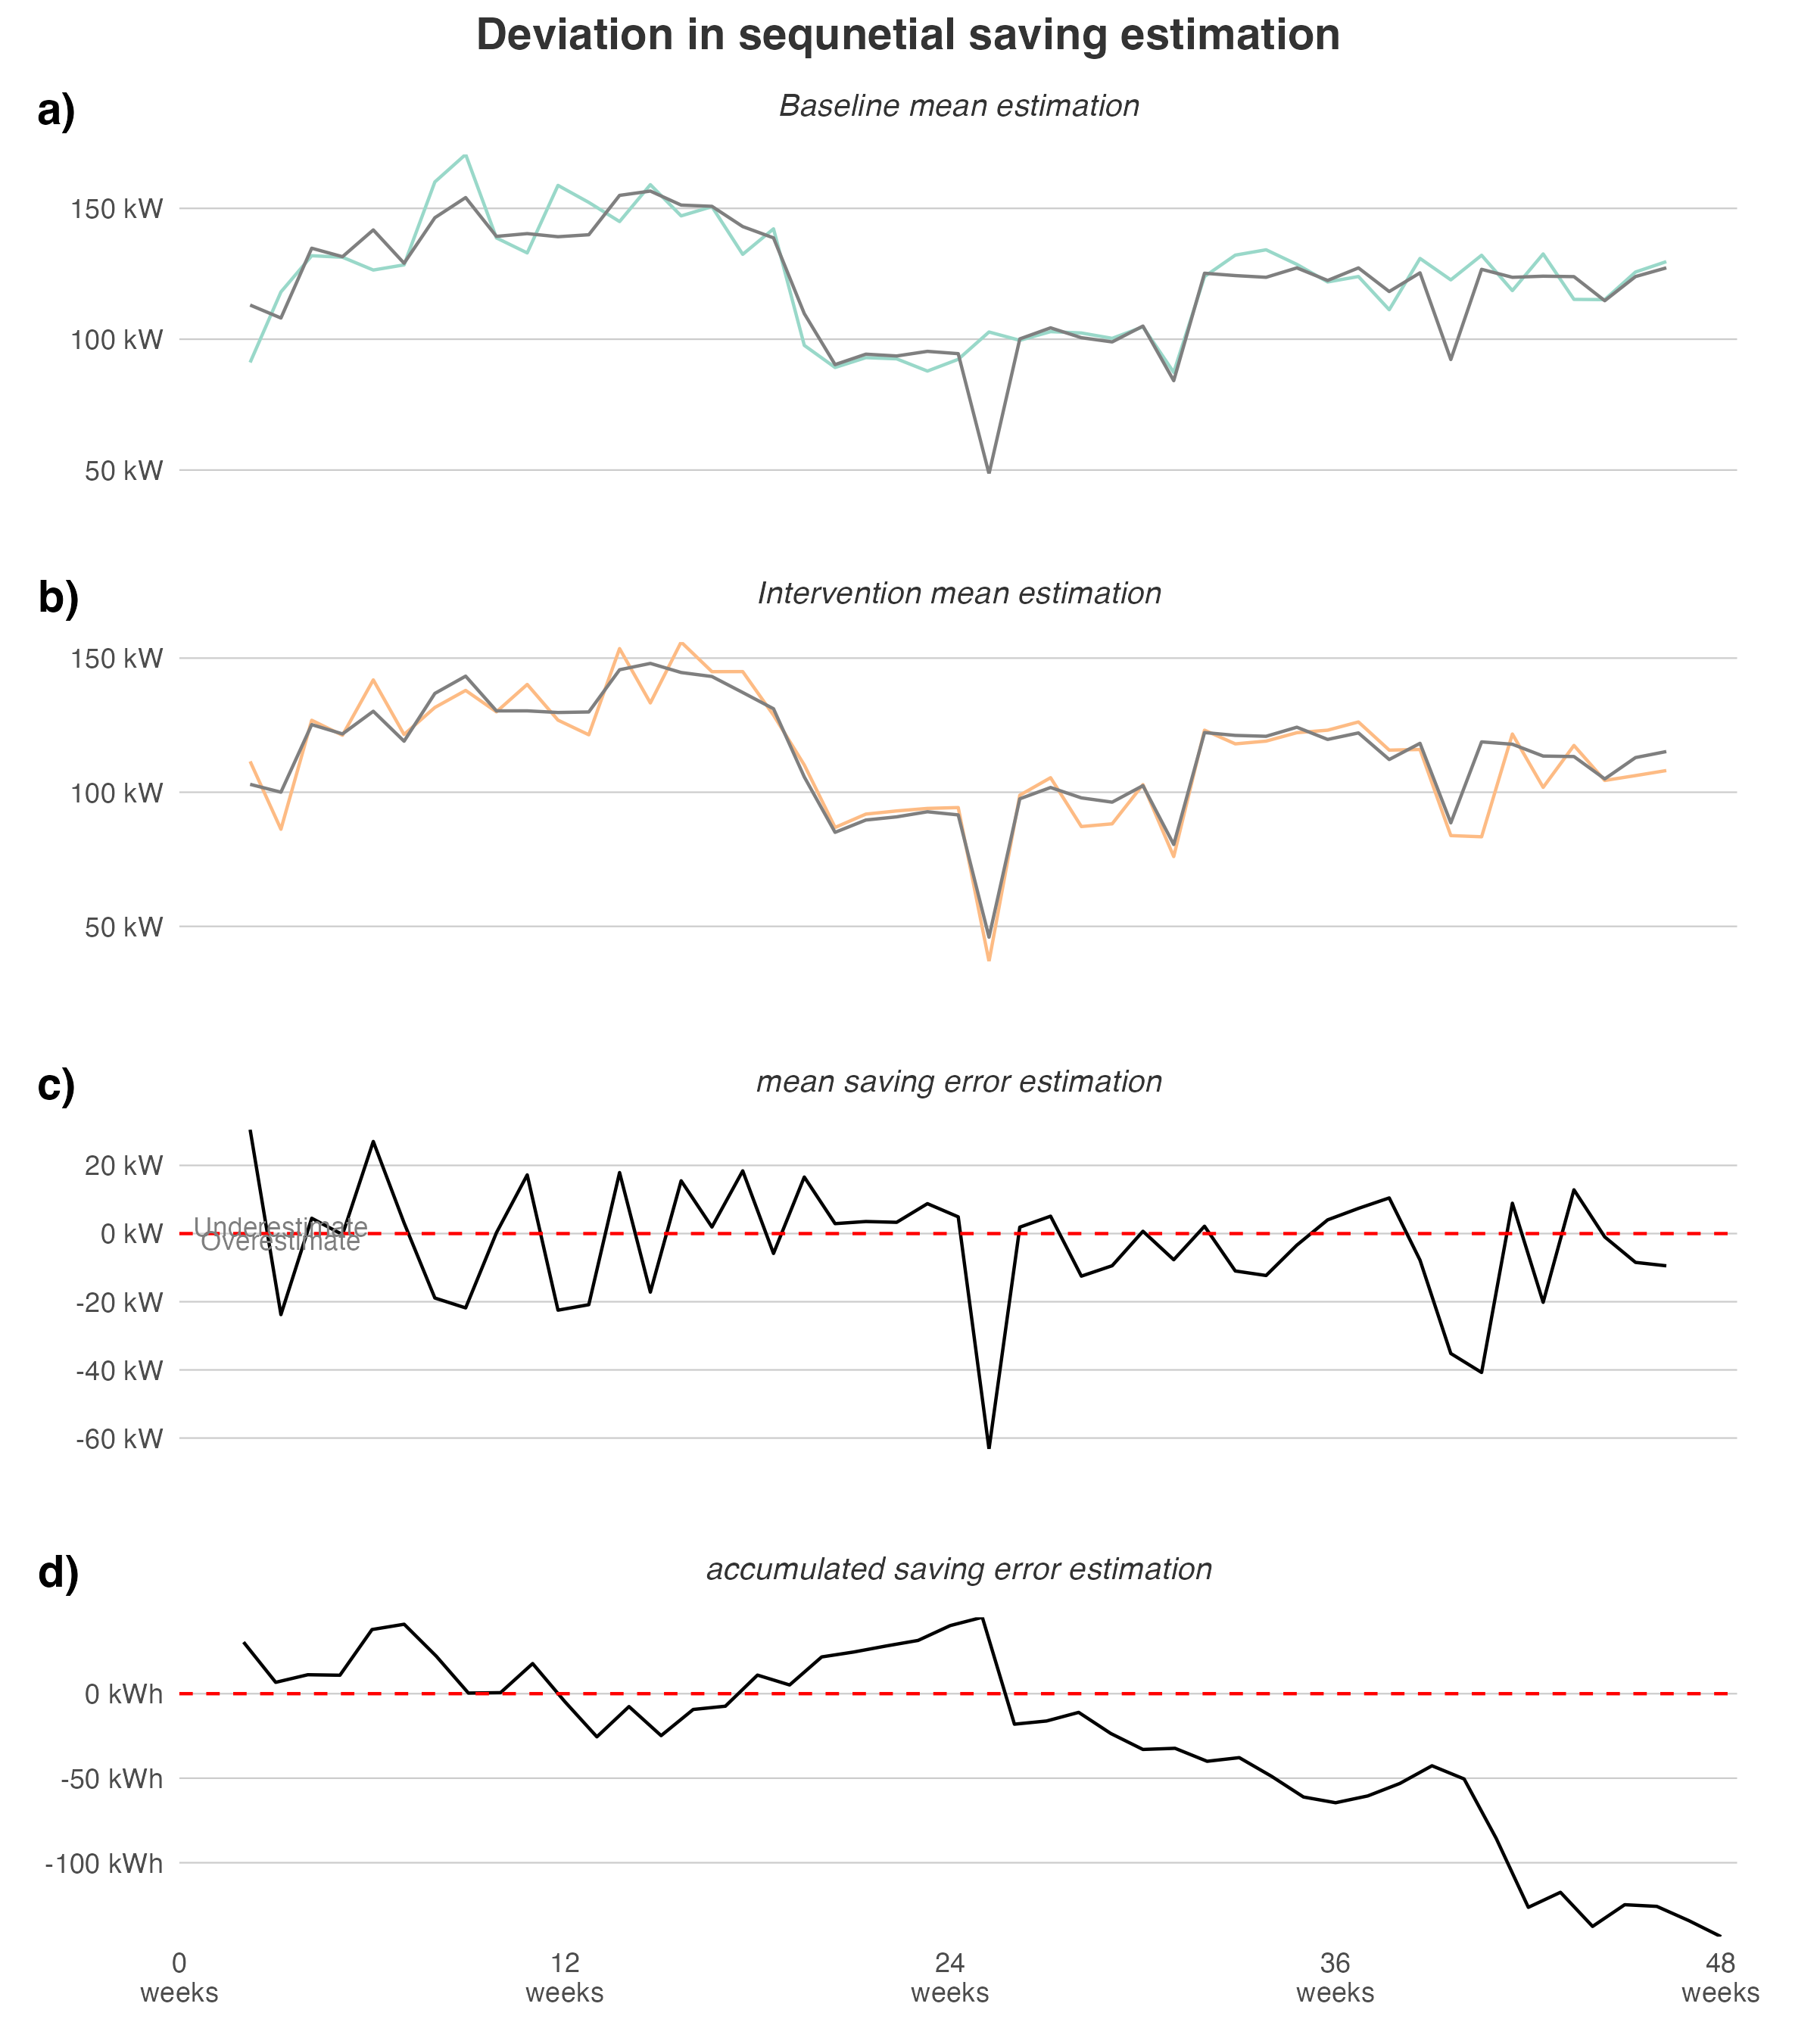 Deviation in sequnetial saving estimation
a)
Baseline mean estimation
150 kW
100 kW
50 kW
b)
Intervention mean estimation
150 kW
100 kW
50 kW
c)
mean saving error estimation
20 kW
Underestimate
0 kW
Overestimate
-20 kW
-40 kW
-60 kW
d)
accumulated saving error estimation
0 kWh
-50 kWh
-100 kWh
0 12 24 36 48
weeks weeks weeks weeks weeks